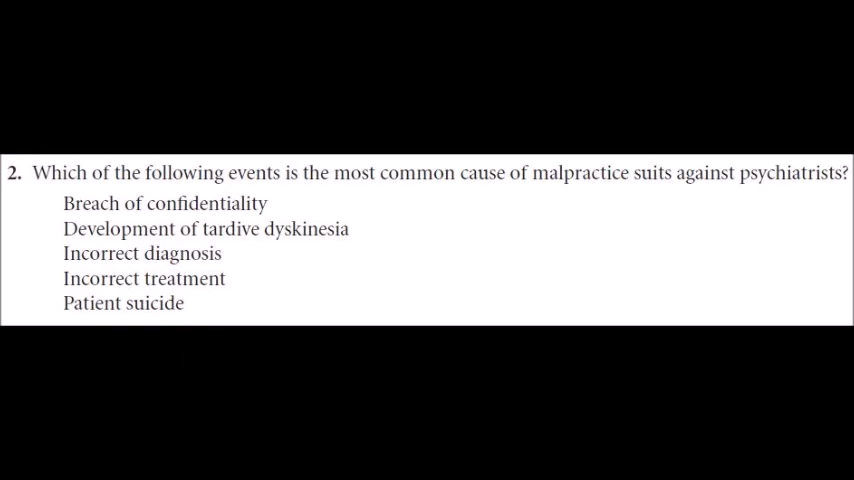 2. Which of the following events is the most common cause of malpractice suits against psychiatrists?
Breach of confidentiality
Development of tardive dyskinesia
Incorrect diagnosis
Incorrect treatment
Patient suicide